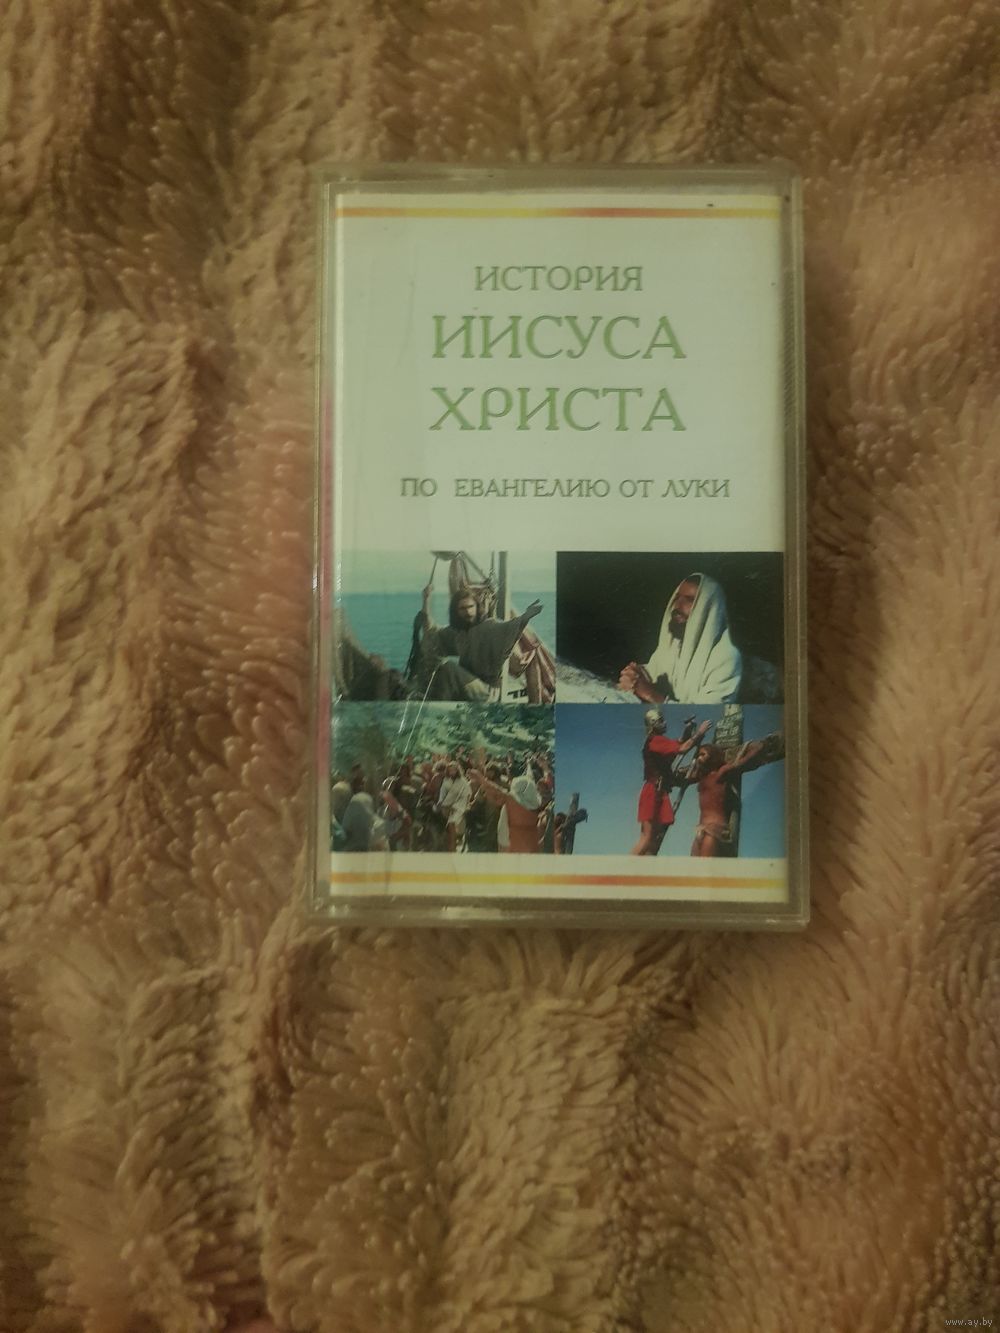 ИСТОРИЯ
ИИСУСА
ХРИСТА
ПО ЕВАНГЕЛИЮ ОТ ЛУКИ
www.ay.by